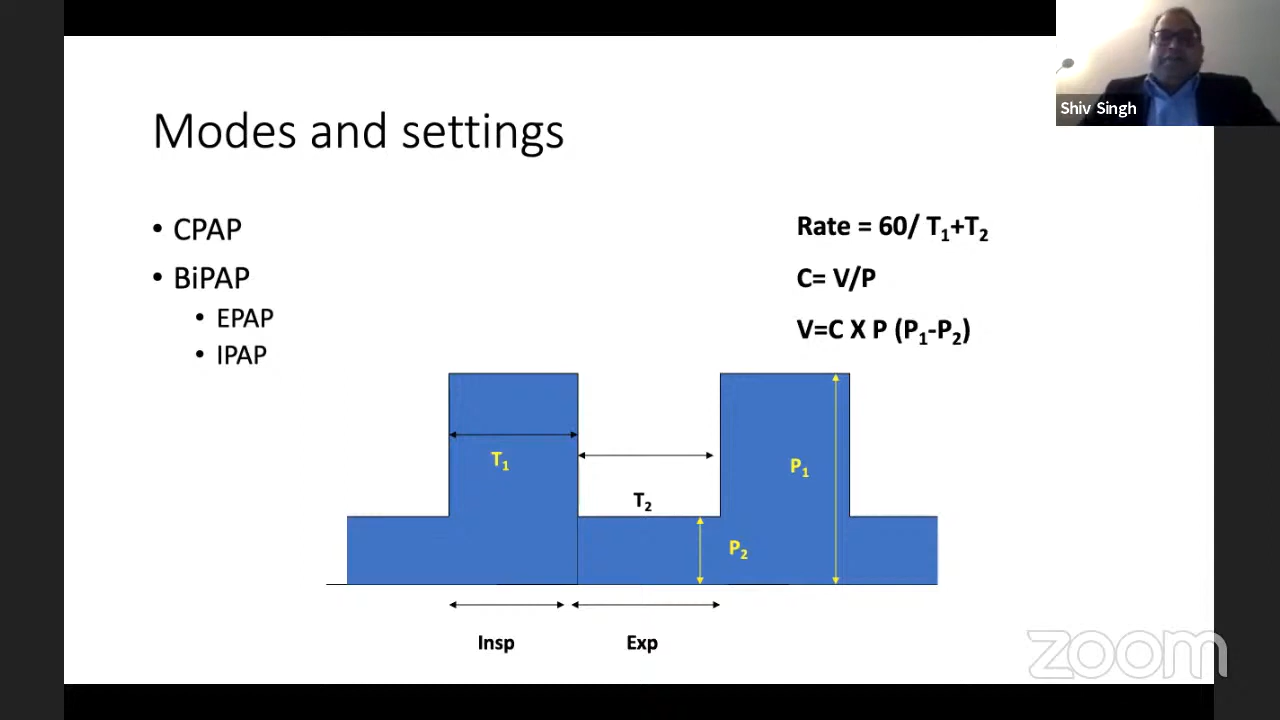 Shiv Singh
Modes and settings
• CPAP
• BiPAP
• EPAP
• IPAP
Rate = 60/ T₁+T₂
C= V/P
V=C X P (P₁-P₂)
T₁
T₂
P₁
P₂
Insp
Exp
zoom